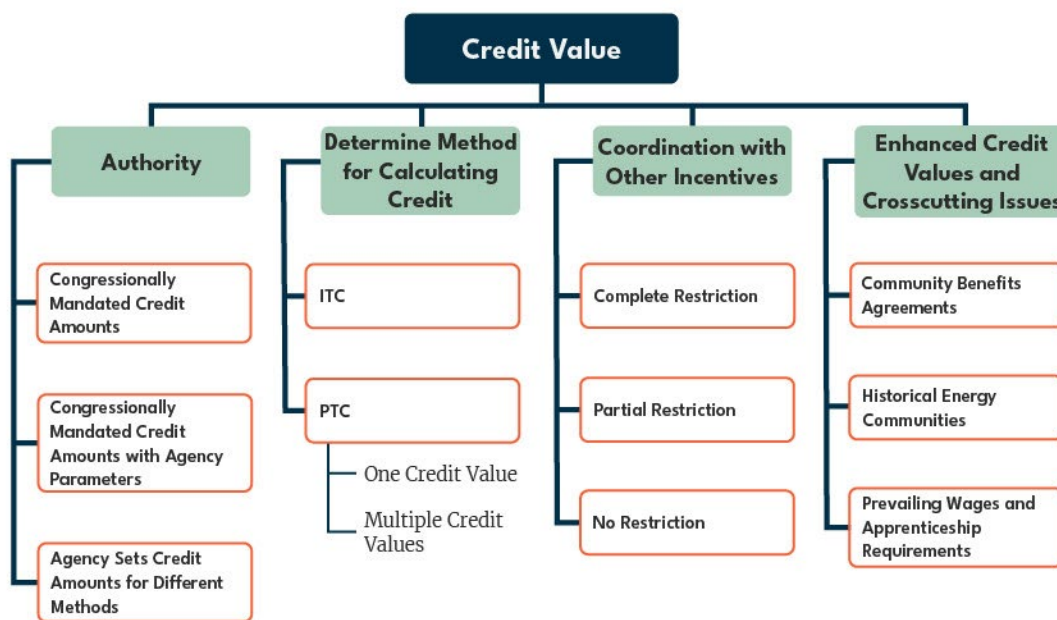 Credit Value
Authority
Congressionally
Mandated Credit
Amounts
Congressionally
Mandated Credit
Amounts with Agency
Parameters
Agency Sets Credit
Amounts for Different
Methods
Determine Method
for Calculating
Credit
ITC
PTC
One Credit Value
Multiple Credit
Values
Coordination with
Other Incentives
Complete Restriction
Partial Restriction
No Restriction
Enhanced Credit
Values and
Crosscutting Issues
Community Benefits
Agreements
Historical Energy
Communities
Prevailing Wages and
Apprenticeship
Requirements